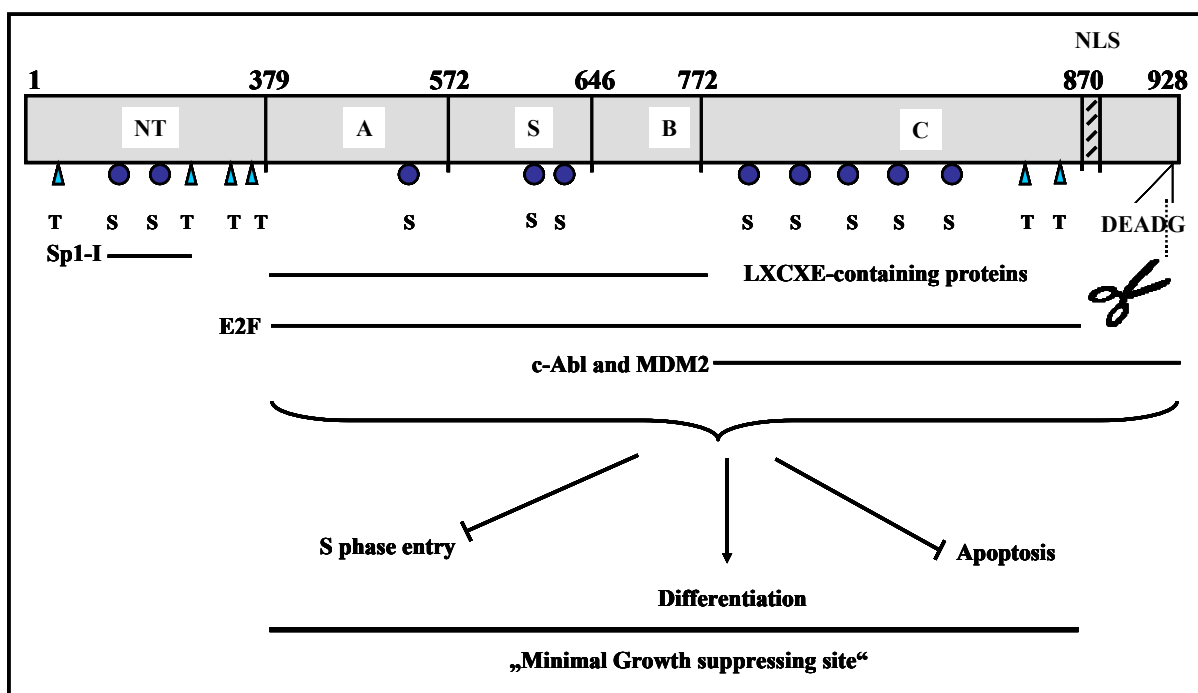 NLS
1 379 572 646 772 870 928
NT A S B C
T S S T T T S S S S S S S S T T DEADG
Sp1-I
LXCXE-containing proteins
E2F
c-Abl and MDM2
S phase entry
Apoptosis
Differentiation
„Minimal Growth suppressing site“